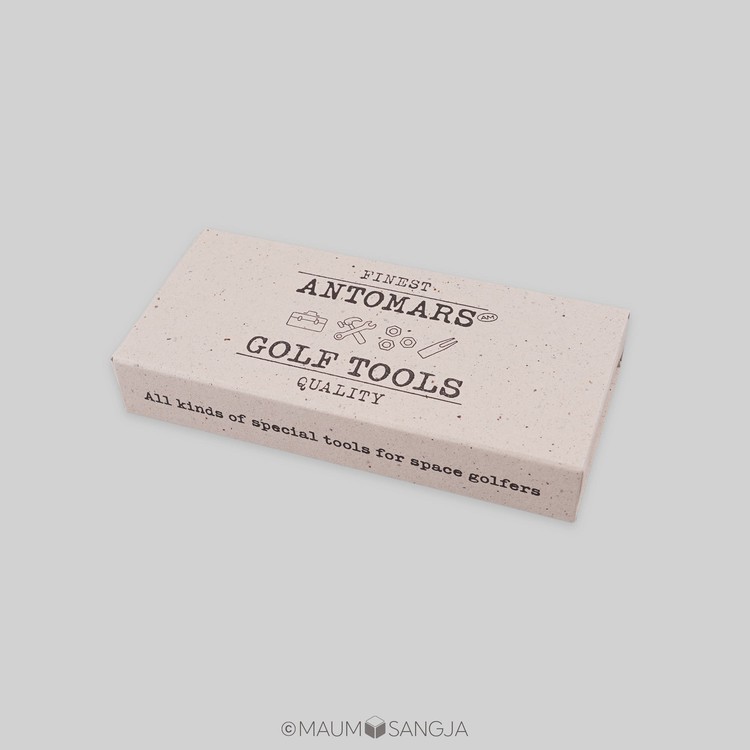 FINEST
ANTOMARS AM
GOLF TOOLS
QUALITY
All kinds of special tools for space golfers
©MAUM SANGJA